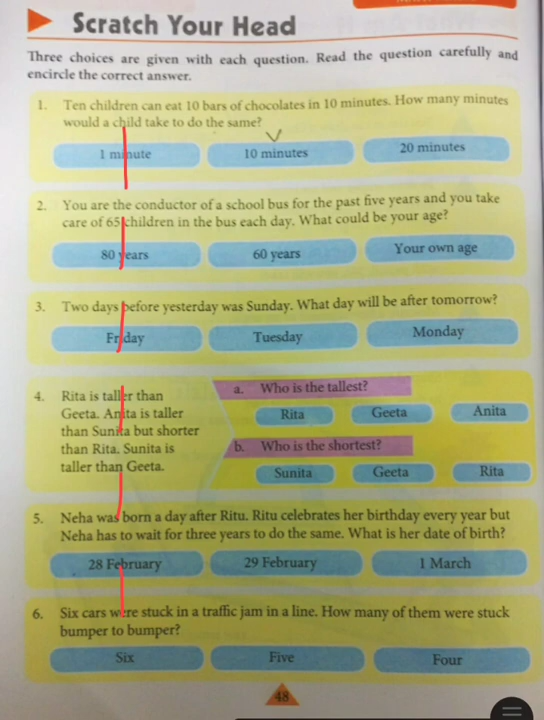 Scratch Your Head
Three choices are given with each question. Read the question carefully and
encircle the correct answer.
1. Ten children can eat 10 bars of chocolates in 10 minutes. How many minutes
would a child take to do the same?
1 minute 10 minutes 20 minutes
2. You are the conductor of a school bus for the past five years and you take
care of 65 children in the bus each day. What could be your age?
80 years 60 years Your own age
3. Two days before yesterday was Sunday. What day will be after tomorrow?
Friday Tuesday Monday
4. Rita is taller than
Geeta. Anita is taller
than Sunita but shorter
than Rita. Sunita is
taller than Geeta.
a. Who is the tallest?
Rita Geeta Anita
b. Who is the shortest?
Sunita Geeta Rita
5. Neha was born a day after Ritu. Ritu celebrates her birthday every year but
Neha has to wait for three years to do the same. What is her date of birth?
28 February 29 February 1 March
6. Six cars were stuck in a traffic jam in a line. How many of them were stuck
bumper to bumper?
Six Five Four
48